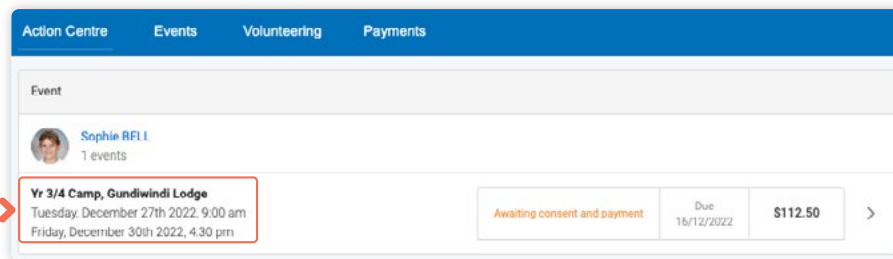 Action Centre Events Volunteering Payments
Event
Sophie BELL
1 events
Yr 3/4 Camp, Gundiwindi Lodge
Tuesday, December 27th 2022, 9:00 am
Friday, December 30th 2022, 4:30 pm
Awaiting consent and payment
Due
16/12/2022
$112.50